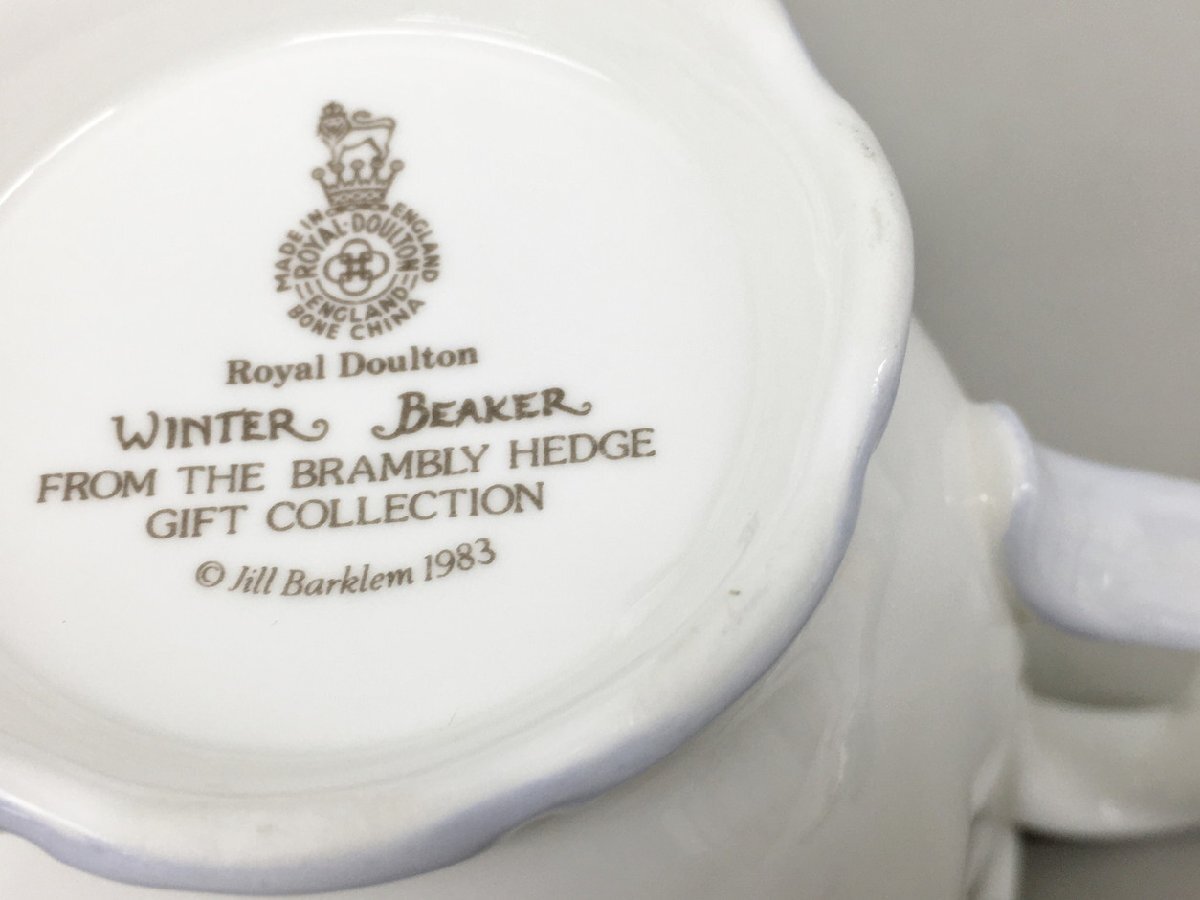 MADE IN ENGLAND
ROYAL·DOULTON
ENGLAND
BONE CHINA
Royal Doulton
WINTER BEAKER
FROM THE BRAMBLY HEDGE
GIFT COLLECTION
© Jill Barklem 1983